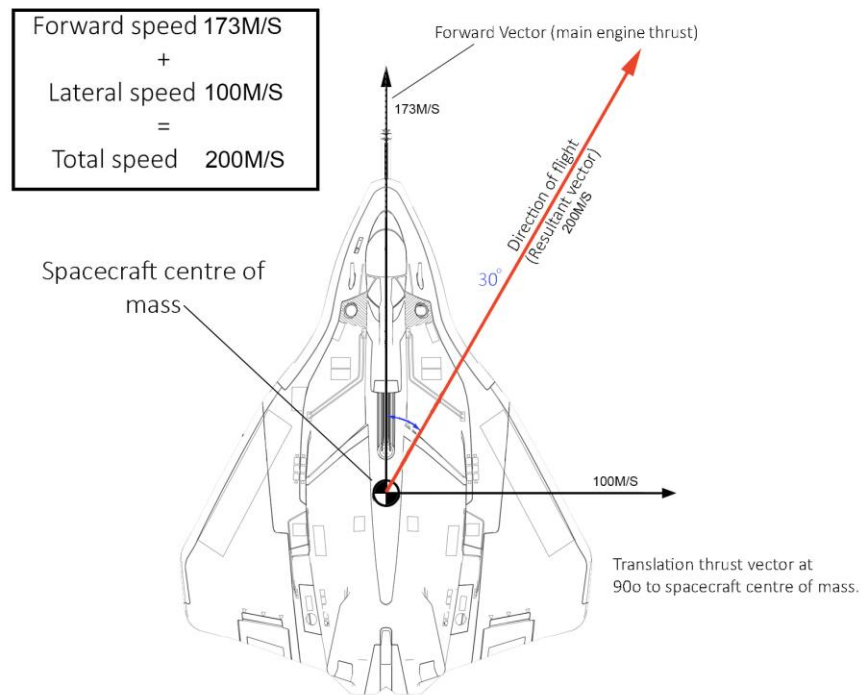 Forward speed 173M/S
+
Lateral speed 100M/S
=
Total speed 200M/S
Forward Vector (main engine thrust)
173M/S
Direction of flight
(Resultant vector)
200M/S
30°
Spacecraft centre of
mass
100M/S
Translation thrust vector at
90o to spacecraft centre of mass.